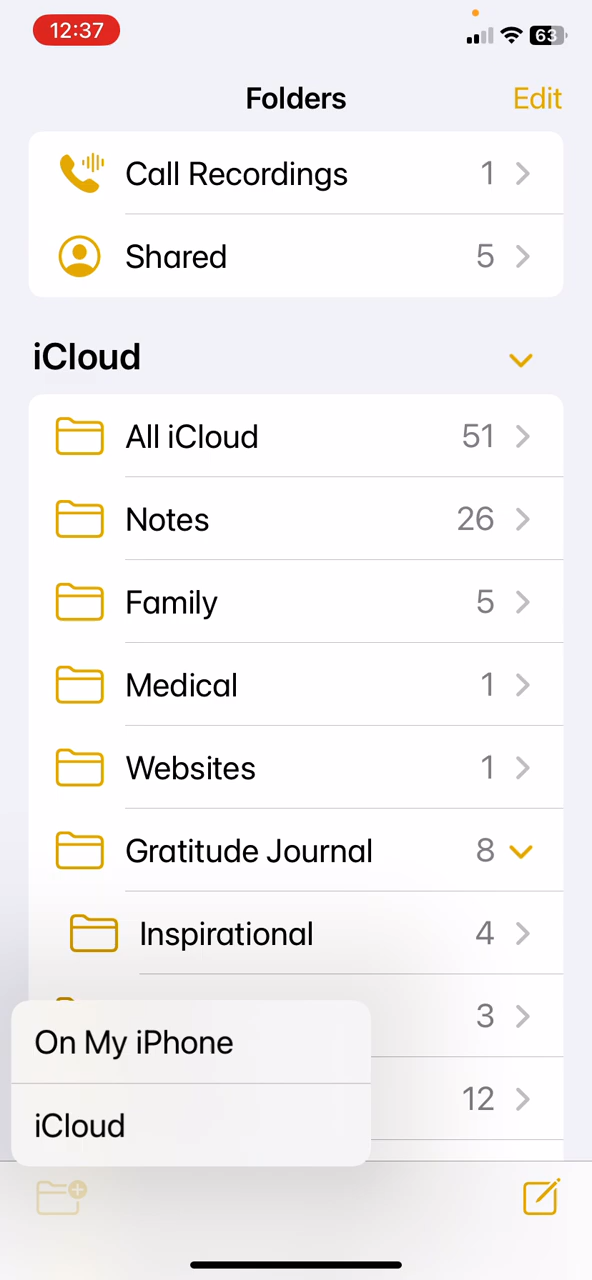 12:37
63
Folders
Edit
Call Recordings 1
Shared 5
iCloud
All iCloud 51
Notes 26
Family 5
Medical 1
Websites 1
Gratitude Journal 8
Inspirational 4
3
On My iPhone
12
iCloud